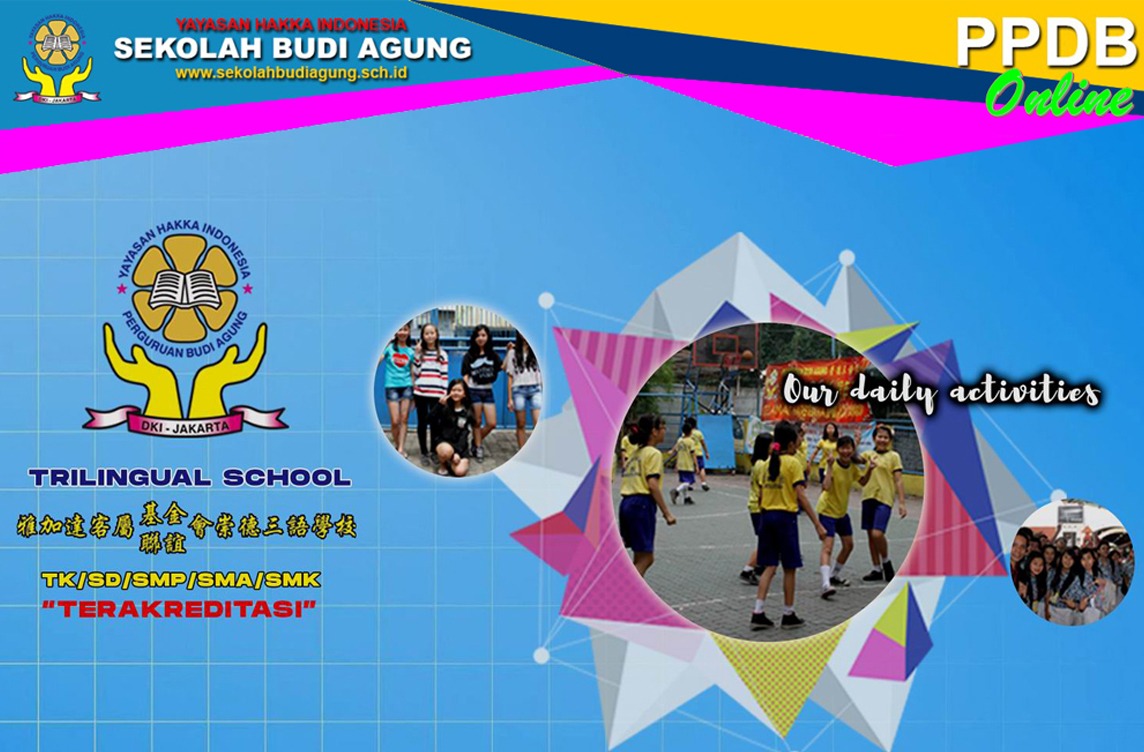 YAYASAN HAKKA INDONESIA
SEKOLAH BUDI AGUNG
www.sekolahbudiagung.sch.id
DKI - JAKARTA
PPDB
Online
YAYASAN HAKKA INDONESIA
PERGURUAN BUDI AGUNG
DKI - JAKARTA
TRILINGUAL SCHOOL
雅加達客屬基金聯誼會崇德三語學校
TK/SD/SMP/SMA/SMK
“TERAKREDITASI”
Our daily activities